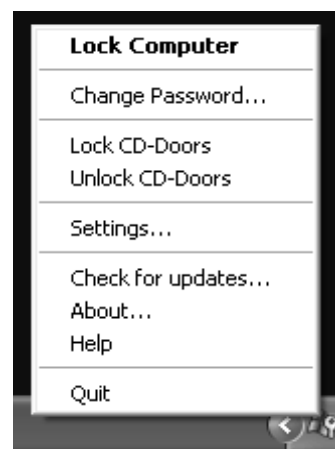 Lock Computer
Change Password...
Lock CD-Doors
Unlock CD-Doors
Settings...
Check for updates...
About...
Help
Quit